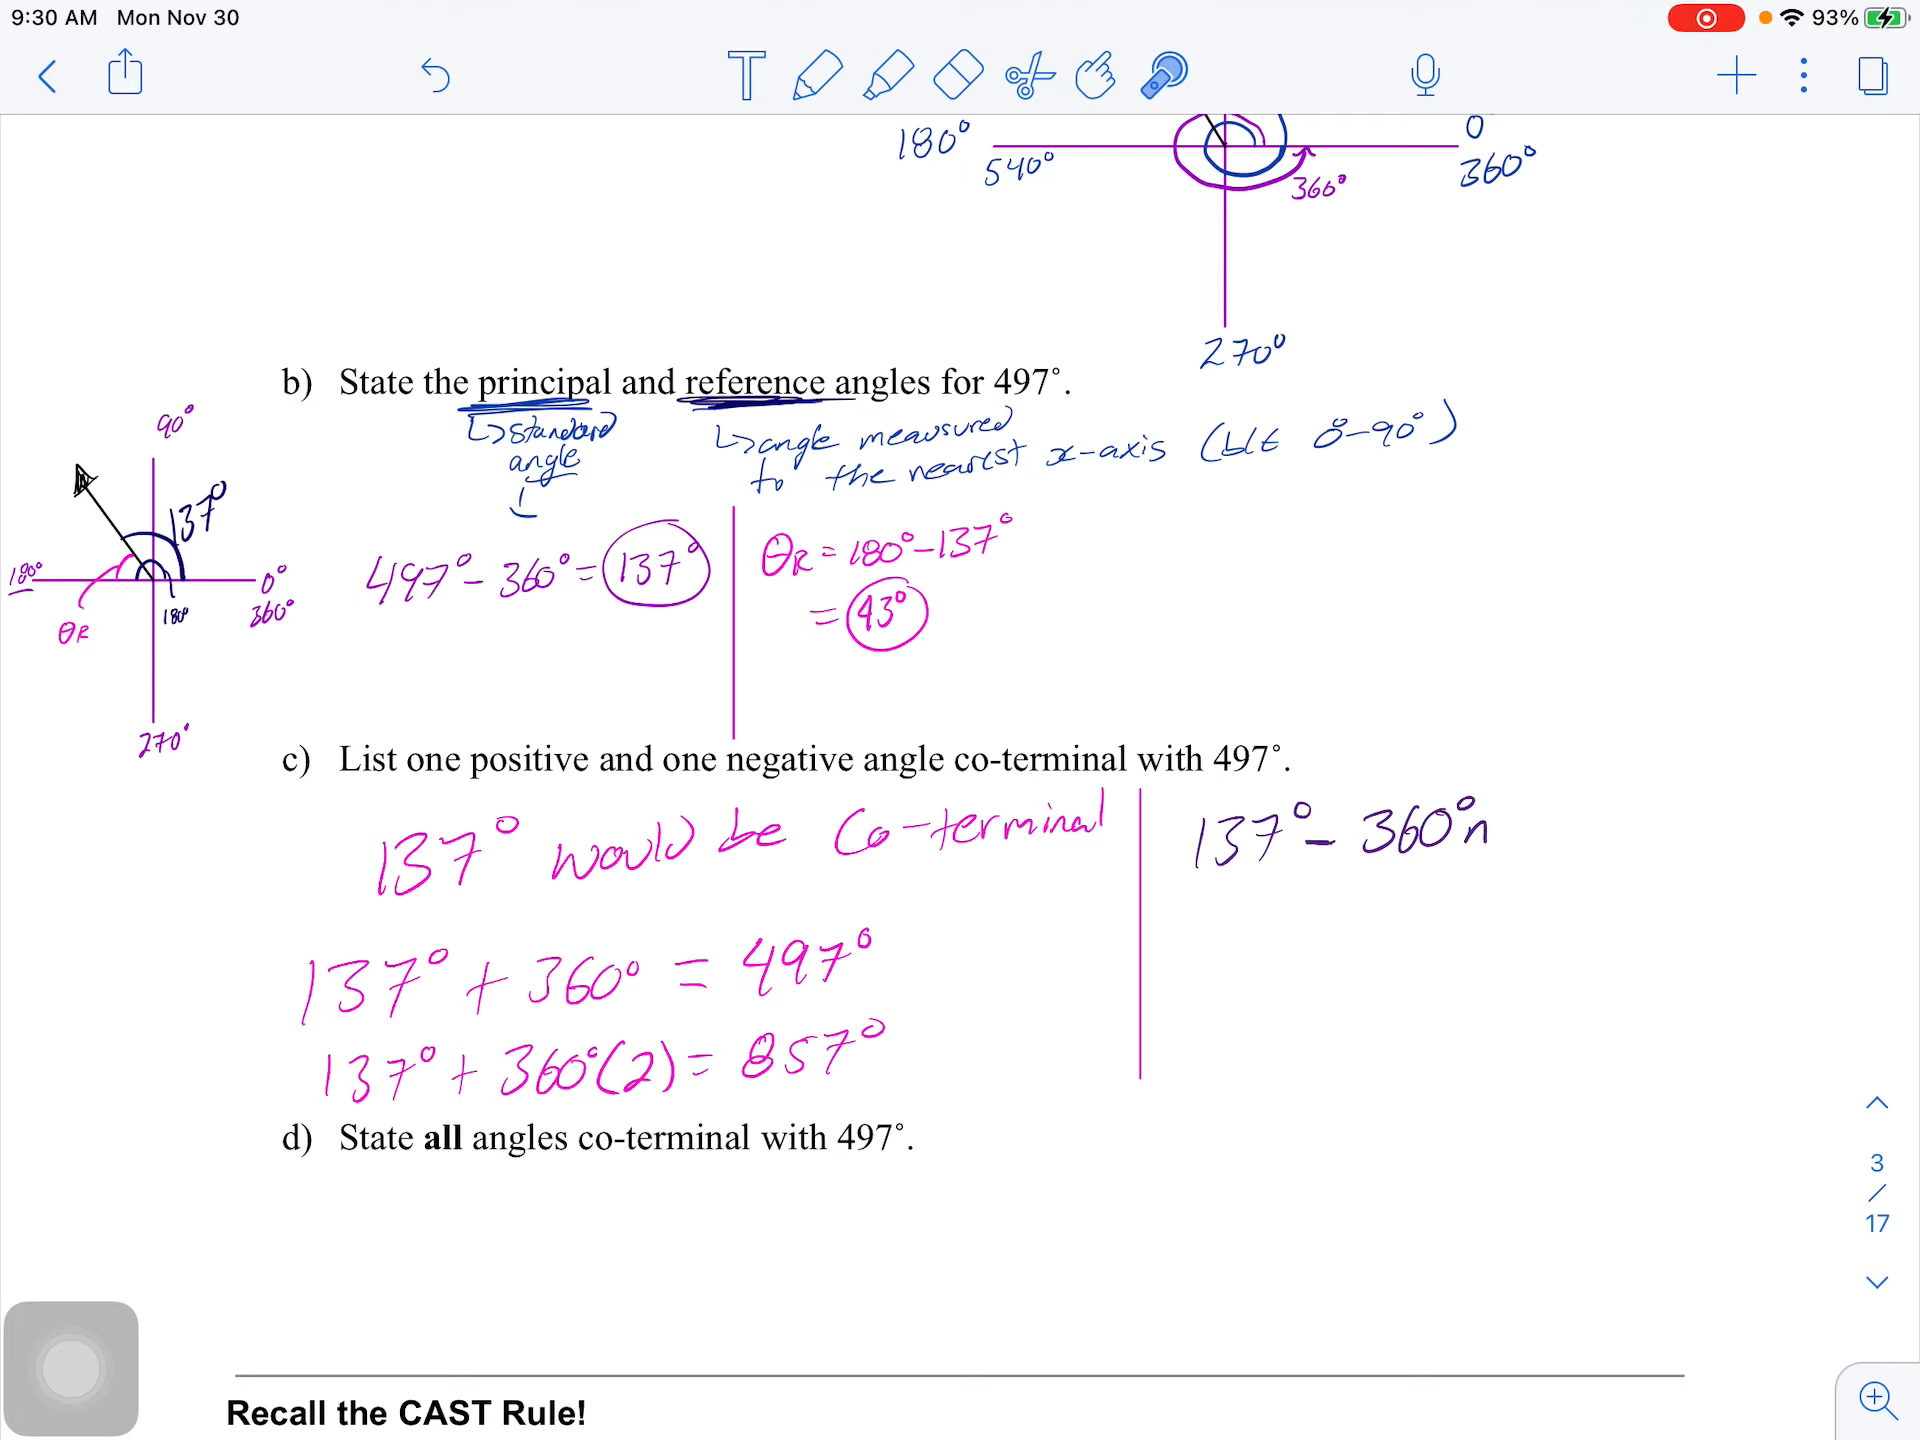 9:30 AM Mon Nov 30
93%
T
180°
540°
0
360°
360°
270°
b) State the principal and reference angles for 497°.
↳standard
angle
↳angle measured
to the nearest x-axis (b/t 0°-90°)
90°
137°
180°
0°
360°
180°
θR
270°
497° - 360° = 137°
θR = 180° - 137°
= 43°
c) List one positive and one negative angle co-terminal with 497°.
137° would be Co-terminal
137° - 360°n
137° + 360° = 497°
137° + 360°(2) = 857°
d) State all angles co-terminal with 497°.
3
/
17
Recall the CAST Rule!